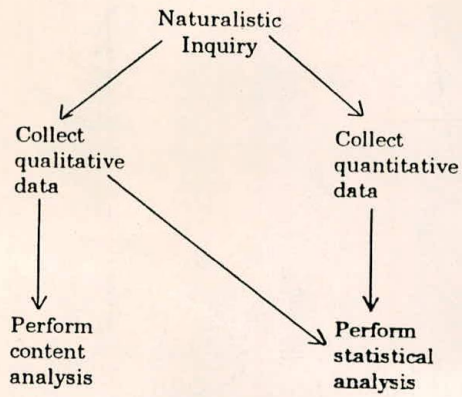 Naturalistic
Inquiry
Collect
qualitative
data
Collect
quantitative
data
Perform
content
analysis
Perform
statistical
analysis